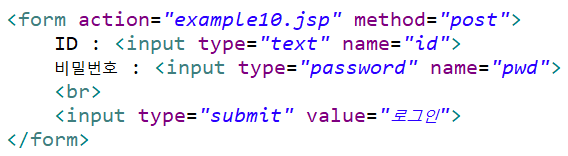 <form action="example10.jsp" method="post">
ID : <input type="text" name="id">
비밀번호 : <input type="password" name="pwd">
<br>
<input type="submit" value="로그인">
</form>